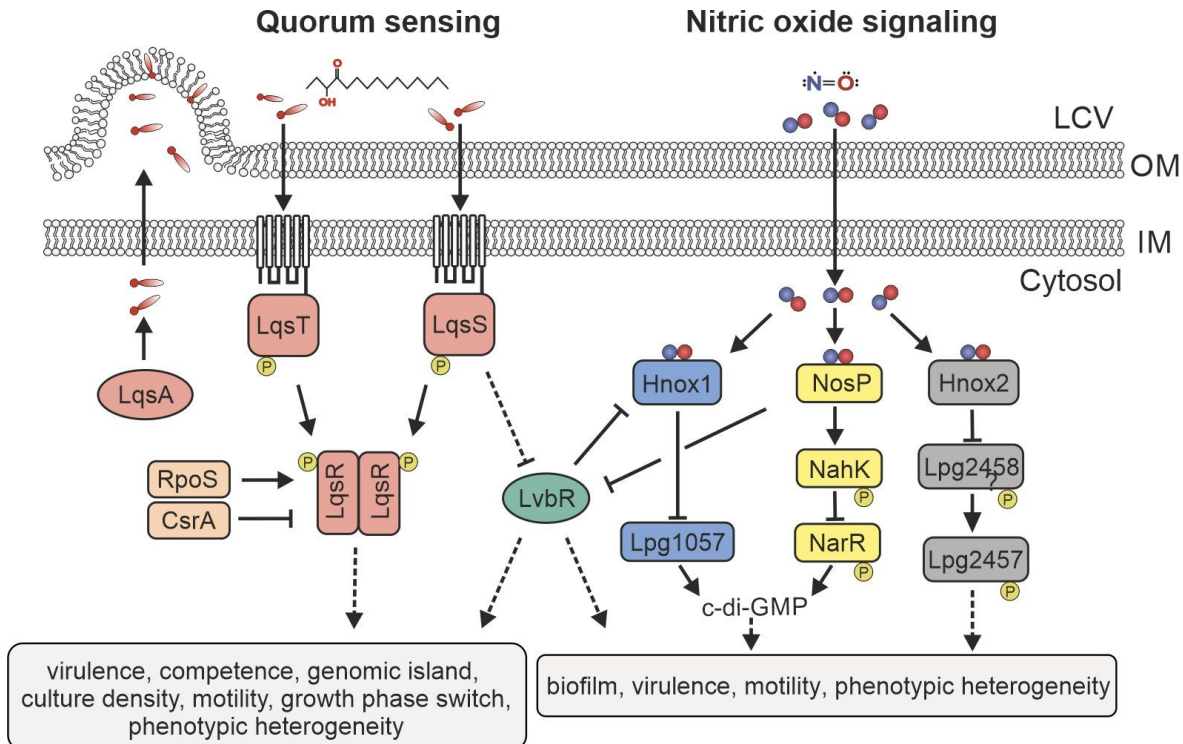 Quorum sensing
Nitric oxide signaling
OH
O
N=O
LCV
OM
IM
Cytosol
LqsT
LqsS
P
P
LqsA
Hnox1
NosP
Hnox2
P
P
LqsR
LqsR
RpoS
CsrA
LvbR
NahK
P
Lpg2458
?
P
Lpg1057
NarR
P
Lpg2457
P
c-di-GMP
virulence, competence, genomic island,
culture density, motility, growth phase switch,
phenotypic heterogeneity
biofilm, virulence, motility, phenotypic heterogeneity